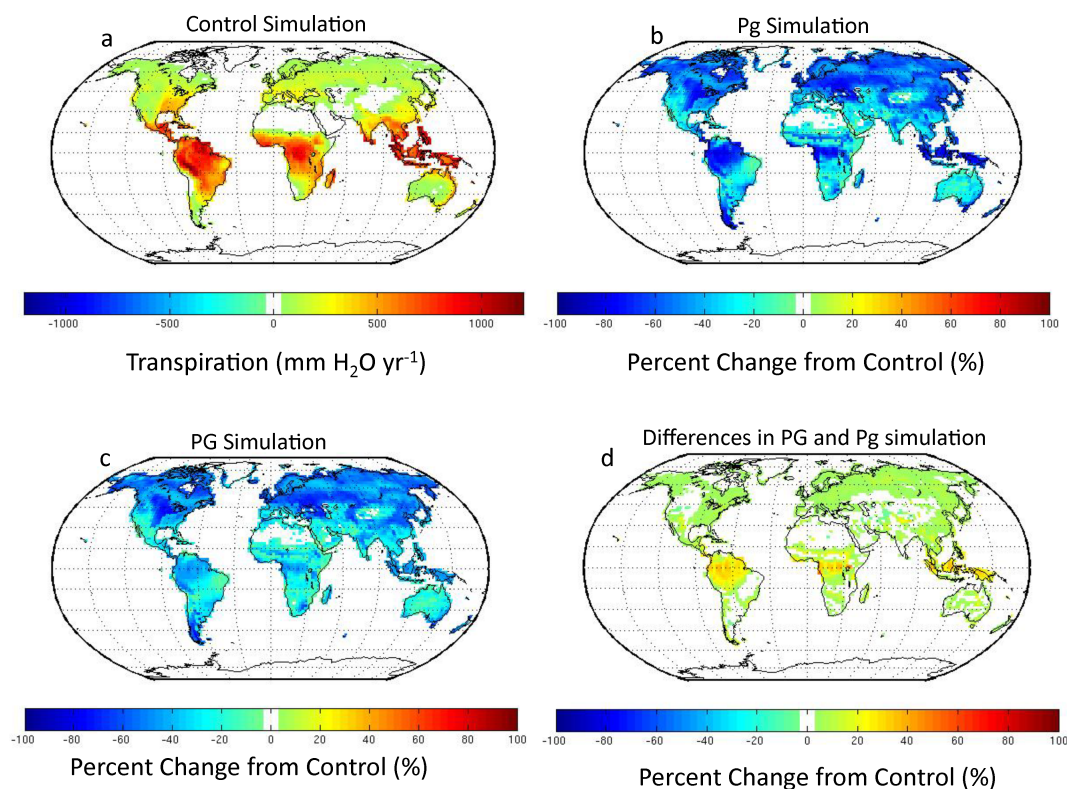 a
Control Simulation
-1000 -500 0 500 1000
Transpiration (mm H₂O yr⁻¹)
b
Pg Simulation
-100 -80 -60 -40 -20 0 20 40 60 80 100
Percent Change from Control (%)
c
PG Simulation
-100 -80 -60 -40 -20 0 20 40 60 80 100
Percent Change from Control (%)
d
Differences in PG and Pg simulation
-100 -80 -60 -40 -20 0 20 40 60 80 100
Percent Change from Control (%)